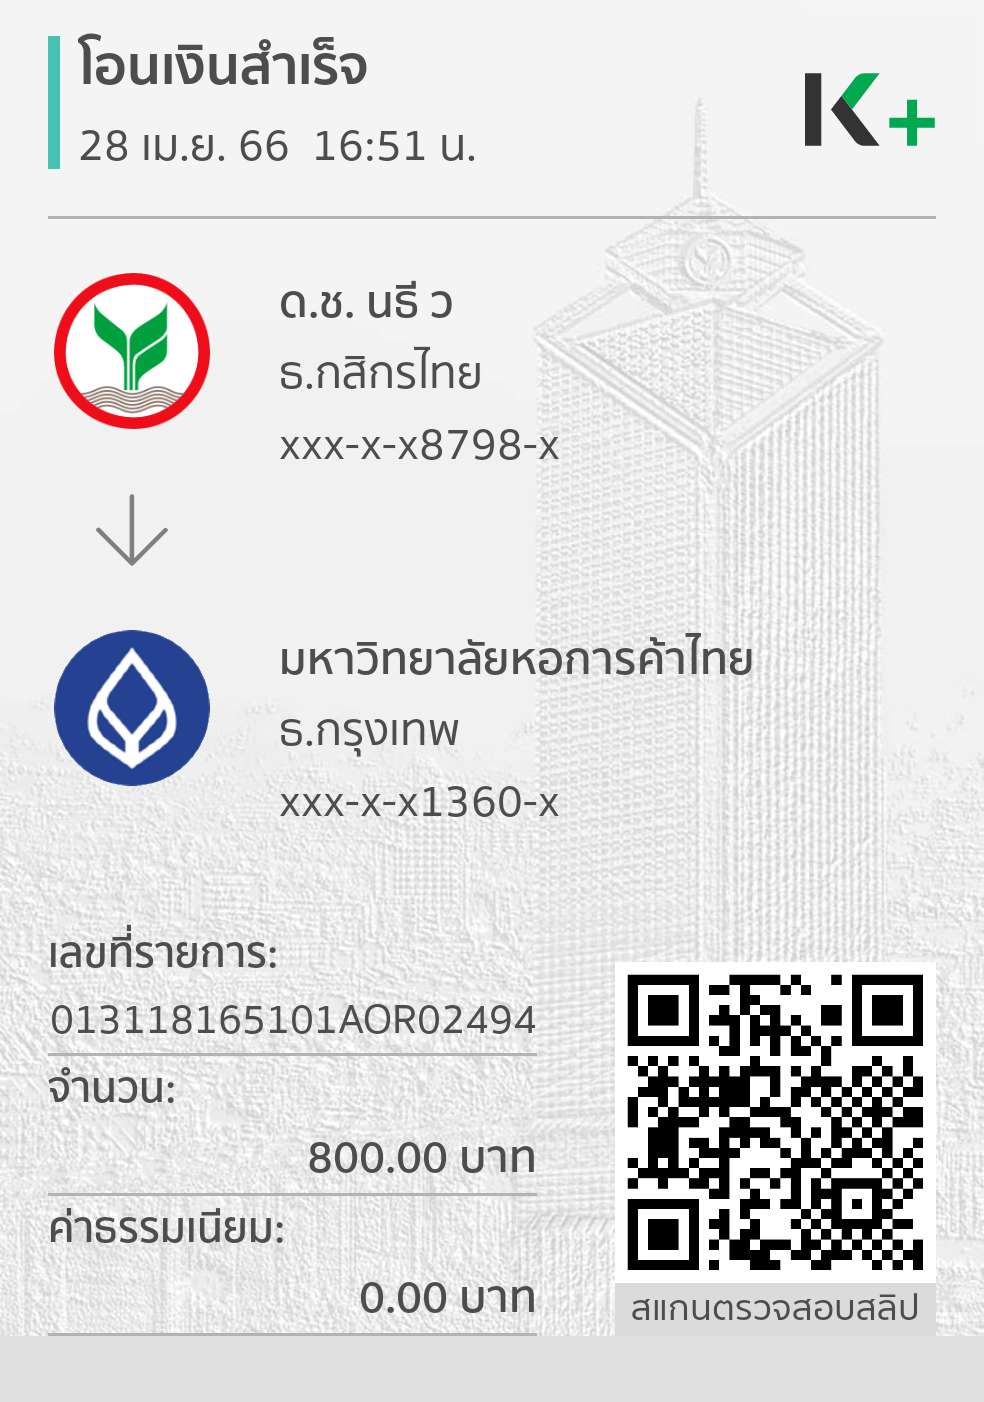 โอนเงินสำเร็จ
28 เม.ย. 66  16:51 น.
K+
ด.ช. นธี ว
ธ.กสิกรไทย
xxx-x-x8798-x
มหาวิทยาลัยหอการค้าไทย
ธ.กรุงเทพ
xxx-x-x1360-x
เลขที่รายการ:
013118165101AOR02494
จำนวน:
800.00 บาท
ค่าธรรมเนียม:
0.00 บาท
สแกนตรวจสอบสลิป